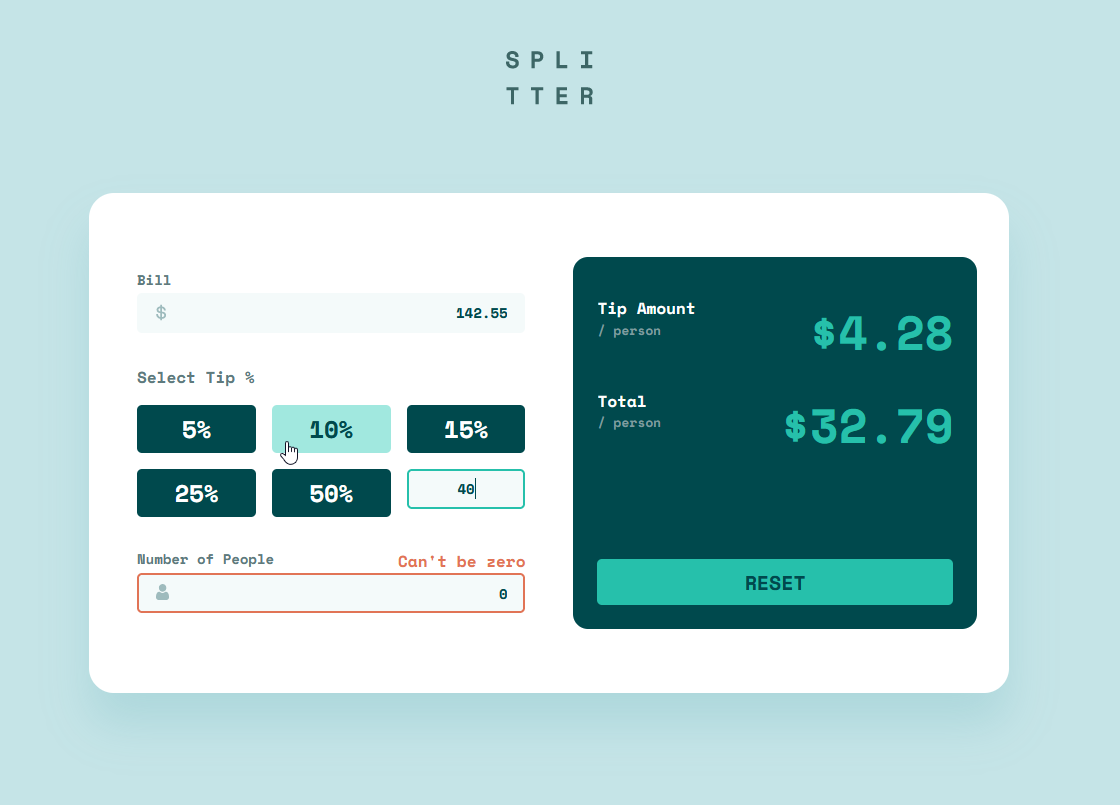 SPLI
TTER
Bill
$ 142.55
Select Tip %
5% 10% 15%
25% 50% 40
Number of People Can't be zero
0
Tip Amount
/ person
$4.28
Total
/ person
$32.79
RESET